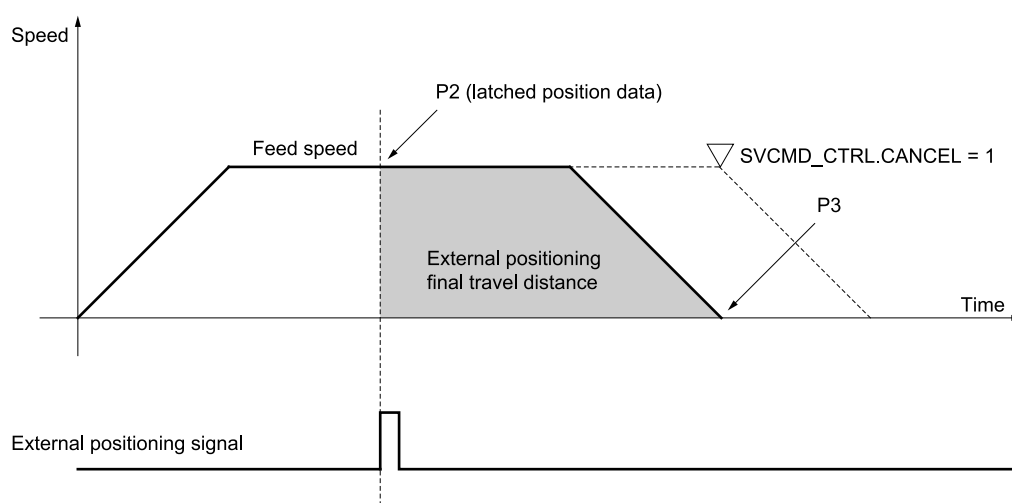 Speed
P2 (latched position data)
Feed speed
SVCMD_CTRL.CANCEL = 1
P3
External positioning
final travel distance
Time
External positioning signal